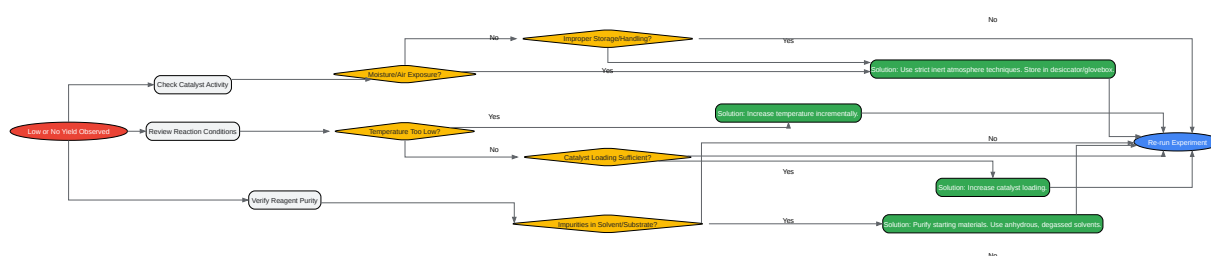 No
No
Improper Storage/Handling?
Yes
Moisture/Air Exposure?
Yes
Solution: Use strict inert atmosphere techniques. Store in desiccator/glovebox.
Check Catalyst Activity
Solution: Increase temperature incrementally.
Yes
Low or No Yield Observed
Review Reaction Conditions
Temperature Too Low?
No
Re-run Experiment
No
Catalyst Loading Sufficient?
Yes
Solution: Increase catalyst loading.
Verify Reagent Purity
Impurities in Solvent/Substrate?
Yes
Solution: Purify starting materials. Use anhydrous, degassed solvents.
No